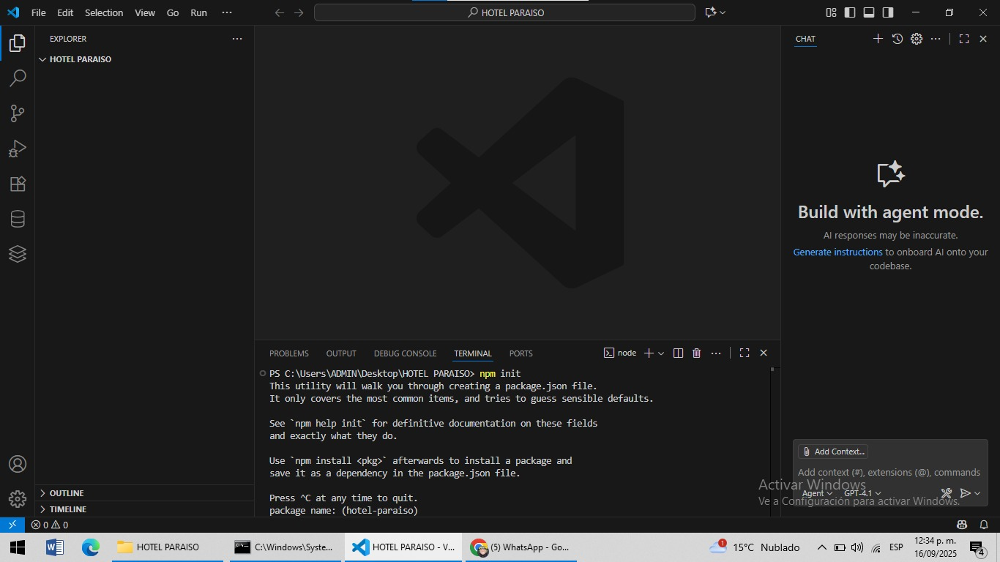 File Edit Selection View Go Run ···
HOTEL PARAISO
EXPLORER
HOTEL PARAISO
OUTLINE
TIMELINE
PROBLEMS OUTPUT DEBUG CONSOLE TERMINAL PORTS
node
PS C:\Users\ADMIN\Desktop\HOTEL PARAISO> npm init
This utility will walk you through creating a package.json file.
It only covers the most common items, and tries to guess sensible defaults.
See `npm help init` for definitive documentation on these fields
and exactly what they do.
Use `npm install <pkg>` afterwards to install a package and
save it as a dependency in the package.json file.
Press ^C at any time to quit.
package name: (hotel-paraiso)
CHAT
Build with agent mode.
AI responses may be inaccurate.
Generate instructions to onboard AI onto your
codebase.
Add Context...
Add context (#), extensions (@), commands
Agent GPT-4.1
Activar Windows
Ve a Configuración para activar Windows.
0 0
HOTEL PARAISO
C:\Windows\Syste...
HOTEL PARAISO - V...
(5) WhatsApp - Go...
1
15°C Nublado
ESP
12:34 p. m.
16/09/2025
4